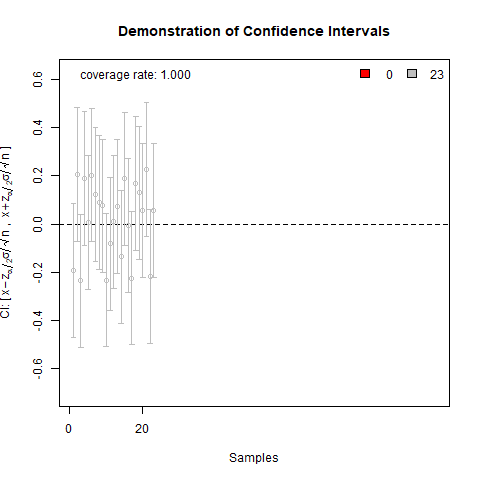 Demonstration of Confidence Intervals
coverage rate: 1.000
0
23
0.6
0.4
0.2
0.0
-0.2
-0.4
-0.6
CI: [ x−zα/2σ/√n , x+zα/2σ/√n ]
0
20
Samples